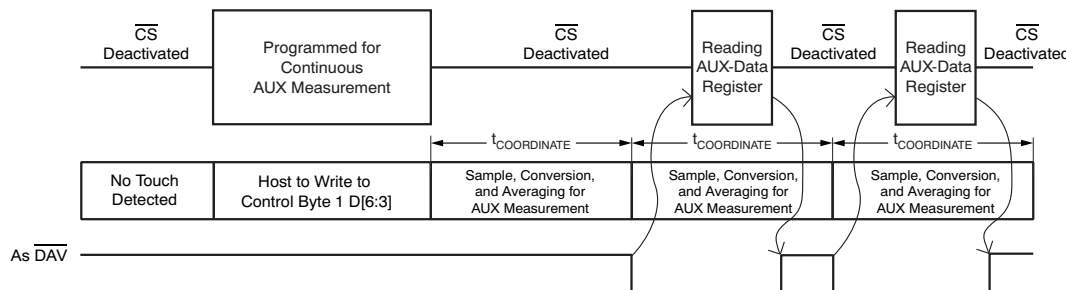 CS
Deactivated
Programmed for
Continuous
AUX Measurement
CS
Deactivated
Reading
AUX-Data
Register
CS
Deactivated
Reading
AUX-Data
Register
CS
Deactivated
tCOORDINATE
tCOORDINATE
tCOORDINATE
No Touch
Detected
Host to Write to
Control Byte 1 D[6:3]
Sample, Conversion,
and Averaging for
AUX Measurement
Sample, Conversion,
and Averaging for
AUX Measurement
Sample, Conversion,
and Averaging for
AUX Measurement
As DAV